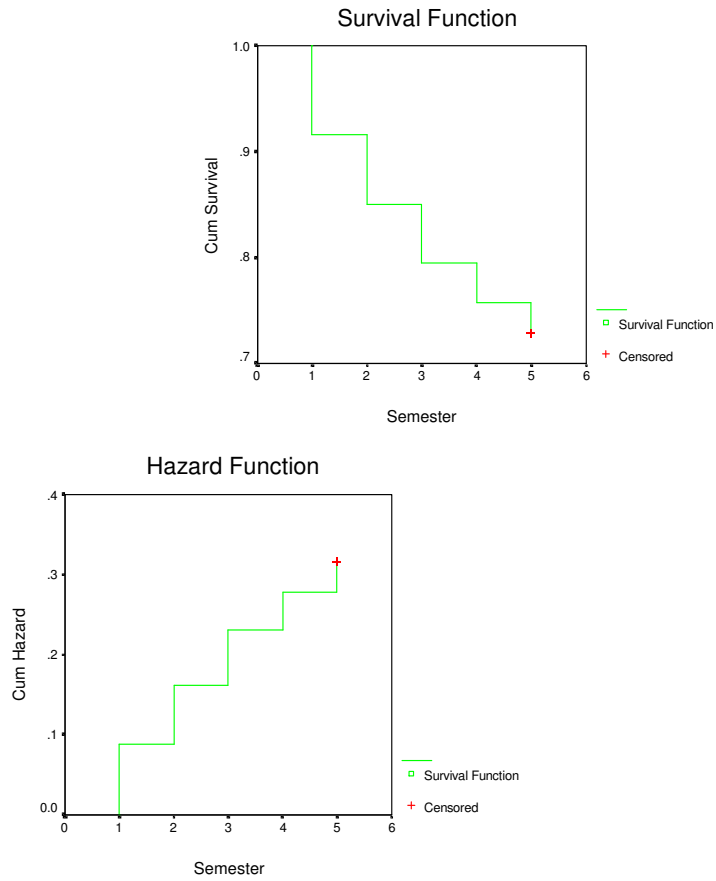 Survival Function
1.0
.9
.8
.7
Cum Survival
0 1 2 3 4 5 6
Semester
Survival Function
Censored
Hazard Function
.4
.3
.2
.1
0.0
Cum Hazard
0 1 2 3 4 5 6
Semester
Survival Function
Censored